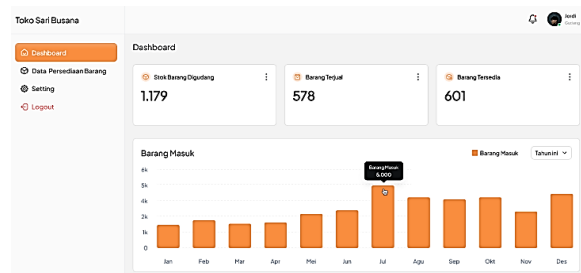 Toko Sari Busana
Jordi
Gudang
Dashboard
Data Persediaan Barang
Setting
Logout
Dashboard
Stok Barang Digudang
1.179
Barang Terjual
578
Barang Tersedia
601
Barang Masuk
Barang Masuk
Tahun ini
Barang Masuk
5.000
6k
5k
4k
2k
1k
0
Jan Feb Mar Apr Mei Jun Jul Agu Sep Okt Nov Des